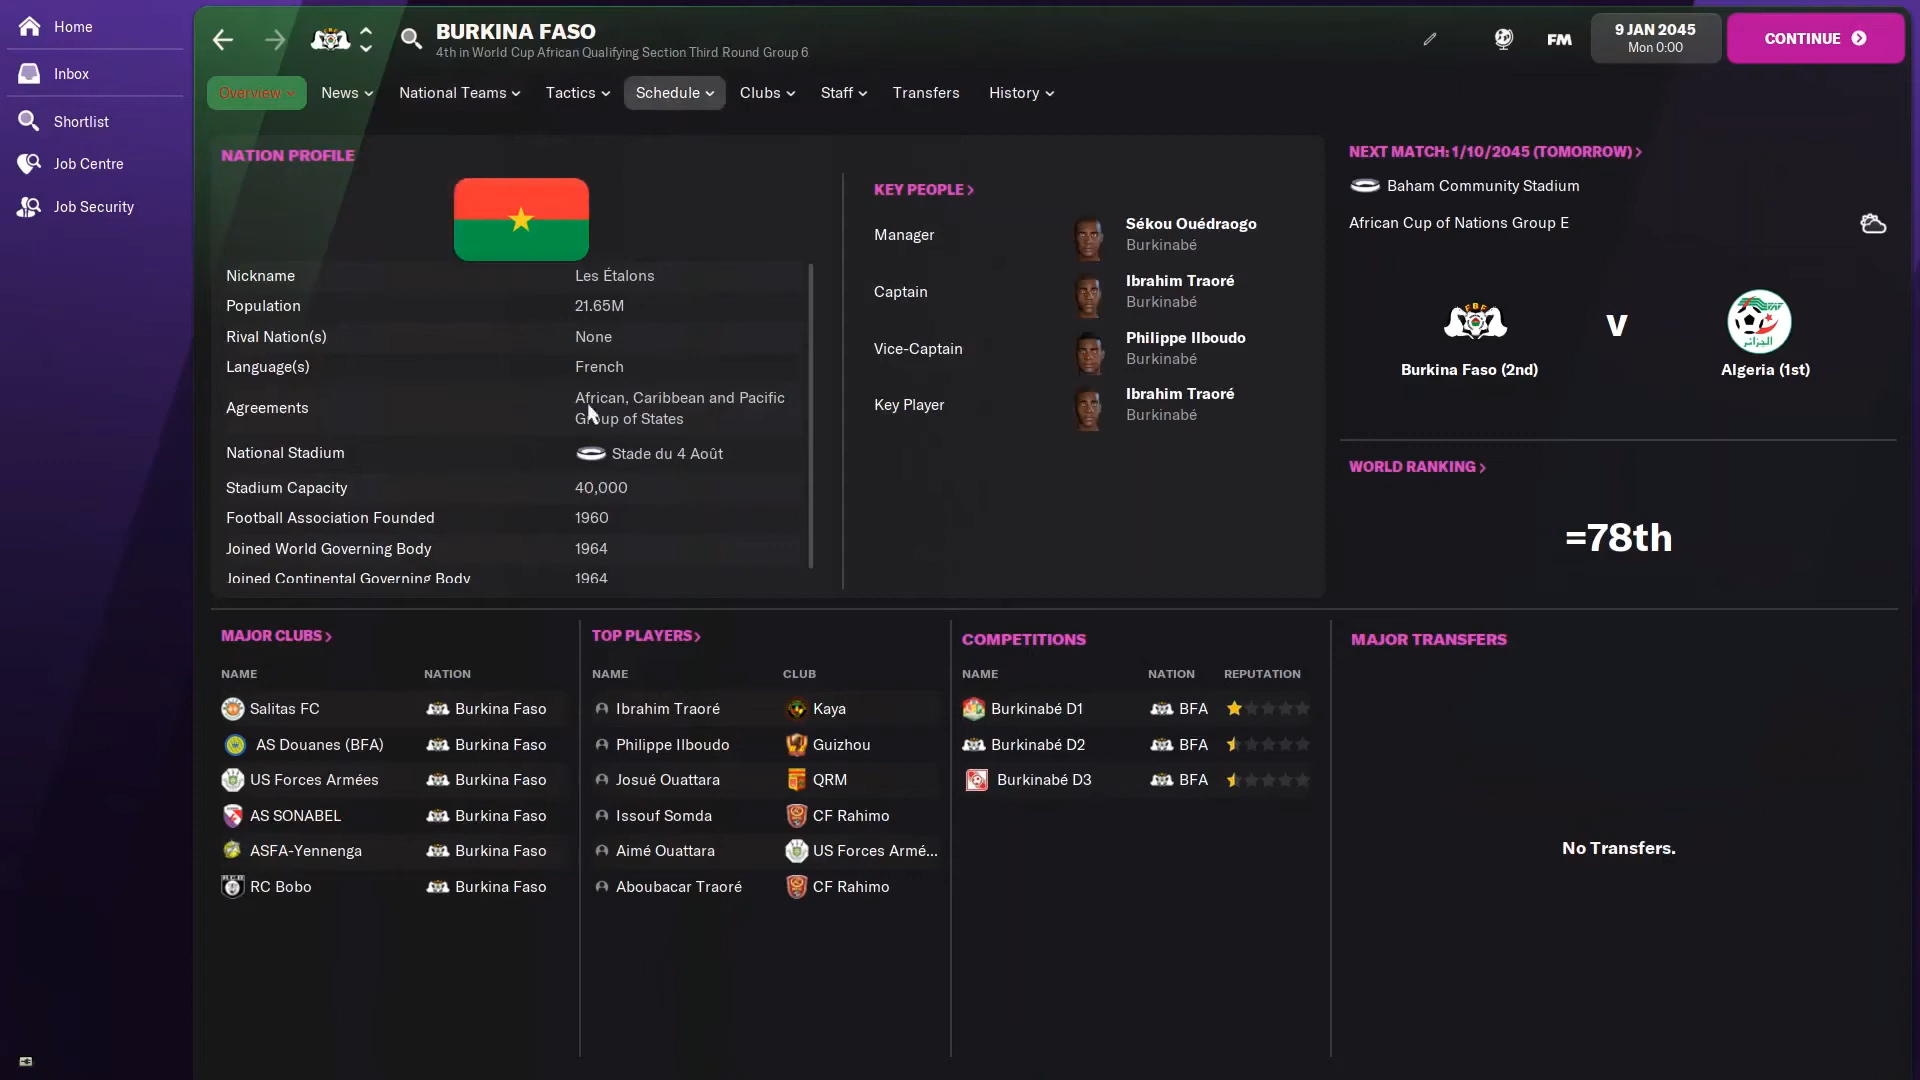 Home
Inbox
Shortlist
Job Centre
Job Security
BURKINA FASO
4th in World Cup African Qualifying Section Third Round Group 6
FM
9 JAN 2045
Mon 0:00
CONTINUE
Overview
News
National Teams
Tactics
Schedule
Clubs
Staff
Transfers
History
NATION PROFILE
Nickname Les Étalons
Population 21.65M
Rival Nation(s) None
Language(s) French
Agreements African, Caribbean and Pacific
Group of States
National Stadium Stade du 4 Août
Stadium Capacity 40,000
Football Association Founded 1960
Joined World Governing Body 1964
Joined Continental Governing Body 1964
KEY PEOPLE
Manager Sékou Ouédraogo
Burkinabé
Captain Ibrahim Traoré
Burkinabé
Vice-Captain Philippe Ilboudo
Burkinabé
Key Player Ibrahim Traoré
Burkinabé
NEXT MATCH: 1/10/2045 (TOMORROW)
Baham Community Stadium
African Cup of Nations Group E
V
Burkina Faso (2nd) Algeria (1st)
WORLD RANKING
=78th
MAJOR CLUBS
NAME NATION
Salitas FC Burkina Faso
AS Douanes (BFA) Burkina Faso
US Forces Armées Burkina Faso
AS SONABEL Burkina Faso
ASFA-Yennenga Burkina Faso
RC Bobo Burkina Faso
TOP PLAYERS
NAME CLUB
Ibrahim Traoré Kaya
Philippe Ilboudo Guizhou
Josué Ouattara QRM
Issouf Somda CF Rahimo
Aimé Ouattara US Forces Armé...
Aboubacar Traoré CF Rahimo
COMPETITIONS
NAME NATION REPUTATION
Burkinabé D1 BFA
Burkinabé D2 BFA
Burkinabé D3 BFA
MAJOR TRANSFERS
No Transfers.